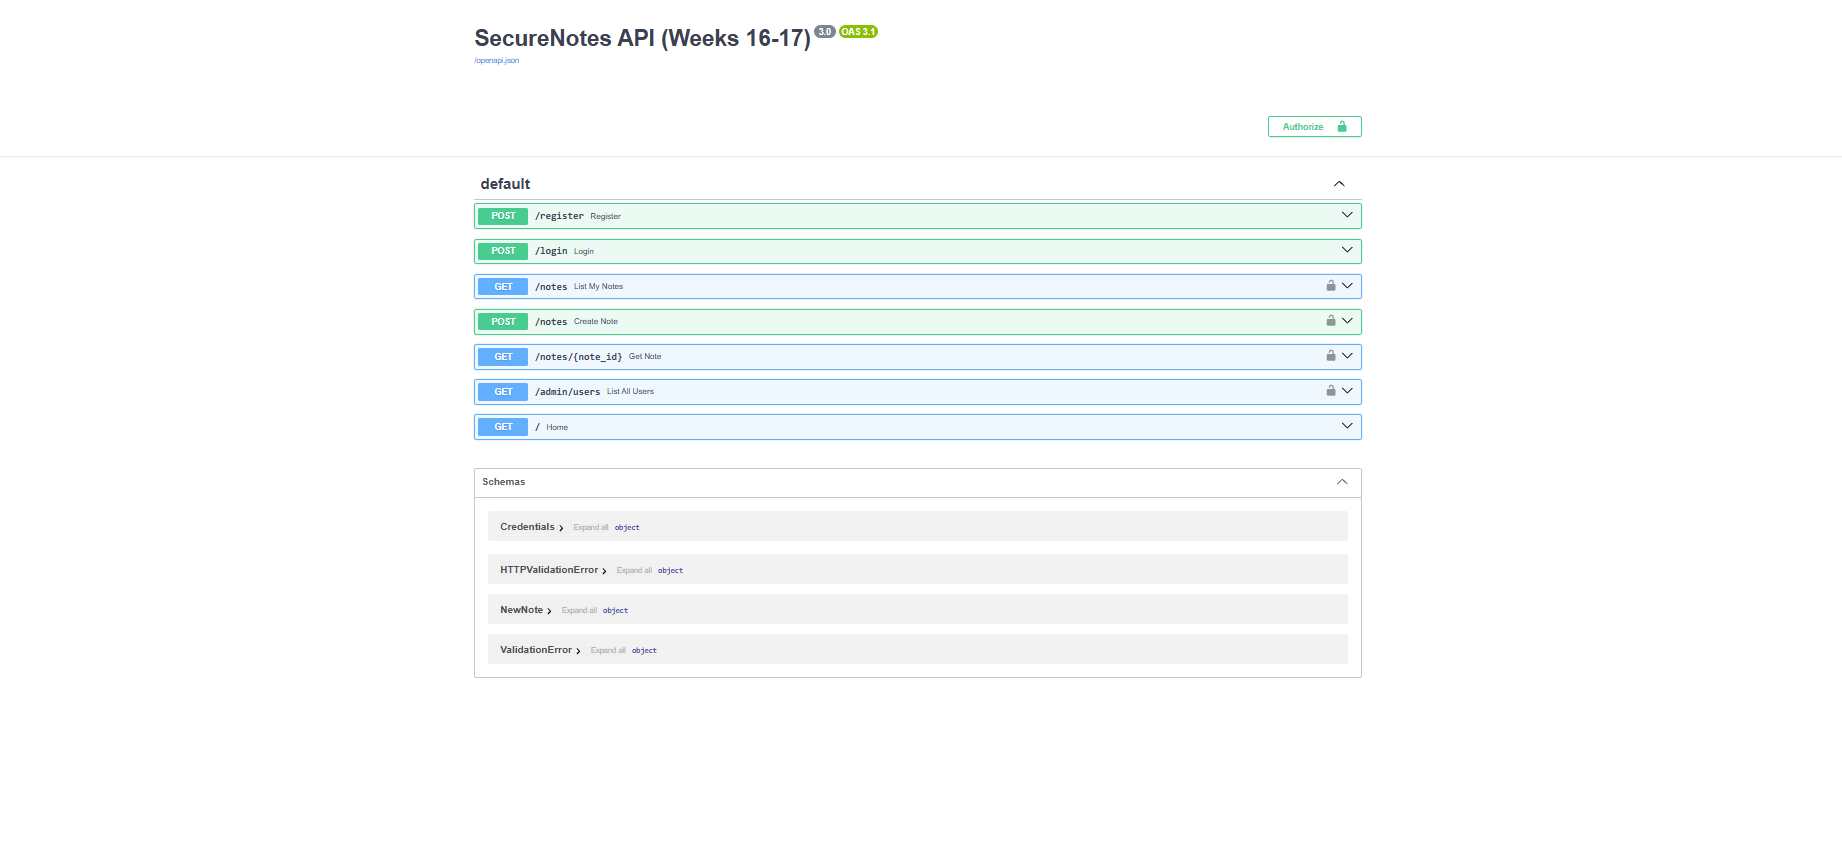 SecureNotes API (Weeks 16-17) 3.0 OAS 3.1
/openapi.json
Authorize
default
POST /register Register
POST /login Login
GET /notes List My Notes
POST /notes Create Note
GET /notes/{note_id} Get Note
GET /admin/users List All Users
GET / Home
Schemas
Credentials Expand all object
HTTPValidationError Expand all object
NewNote Expand all object
ValidationError Expand all object